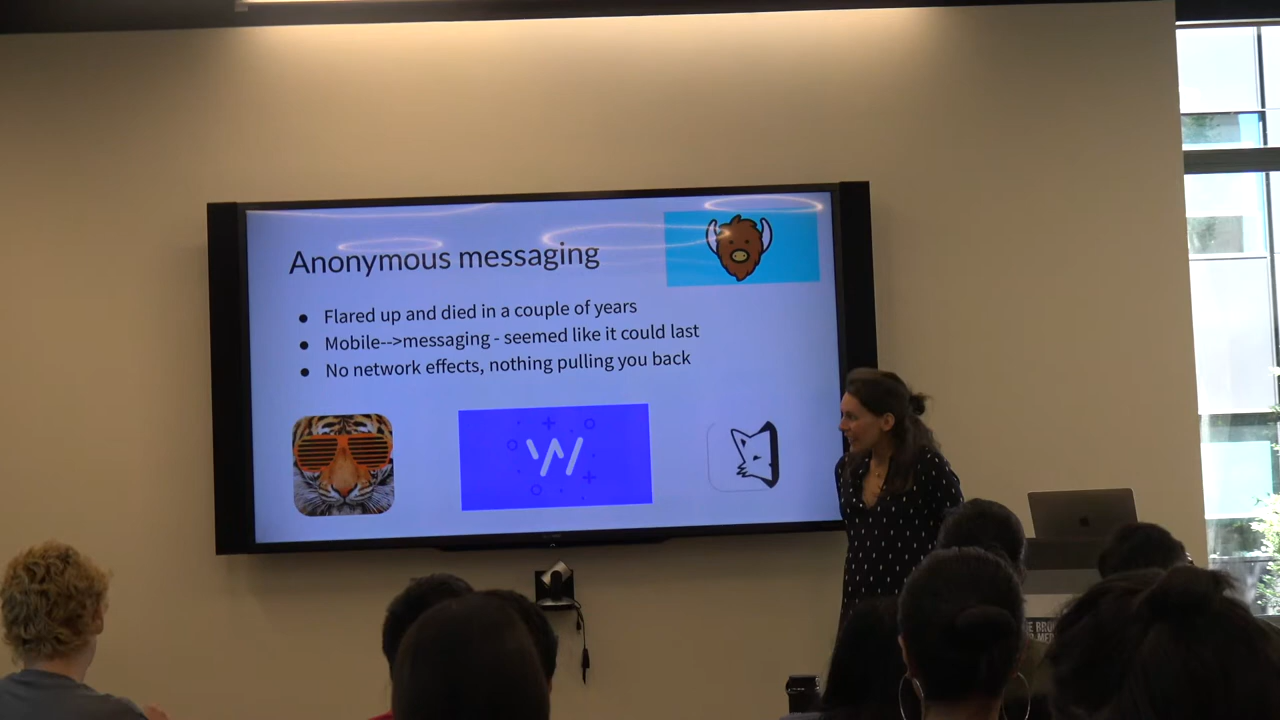 Anonymous messaging
● Flared up and died in a couple of years
● Mobile-->messaging - seemed like it could last
● No network effects, nothing pulling you back
W